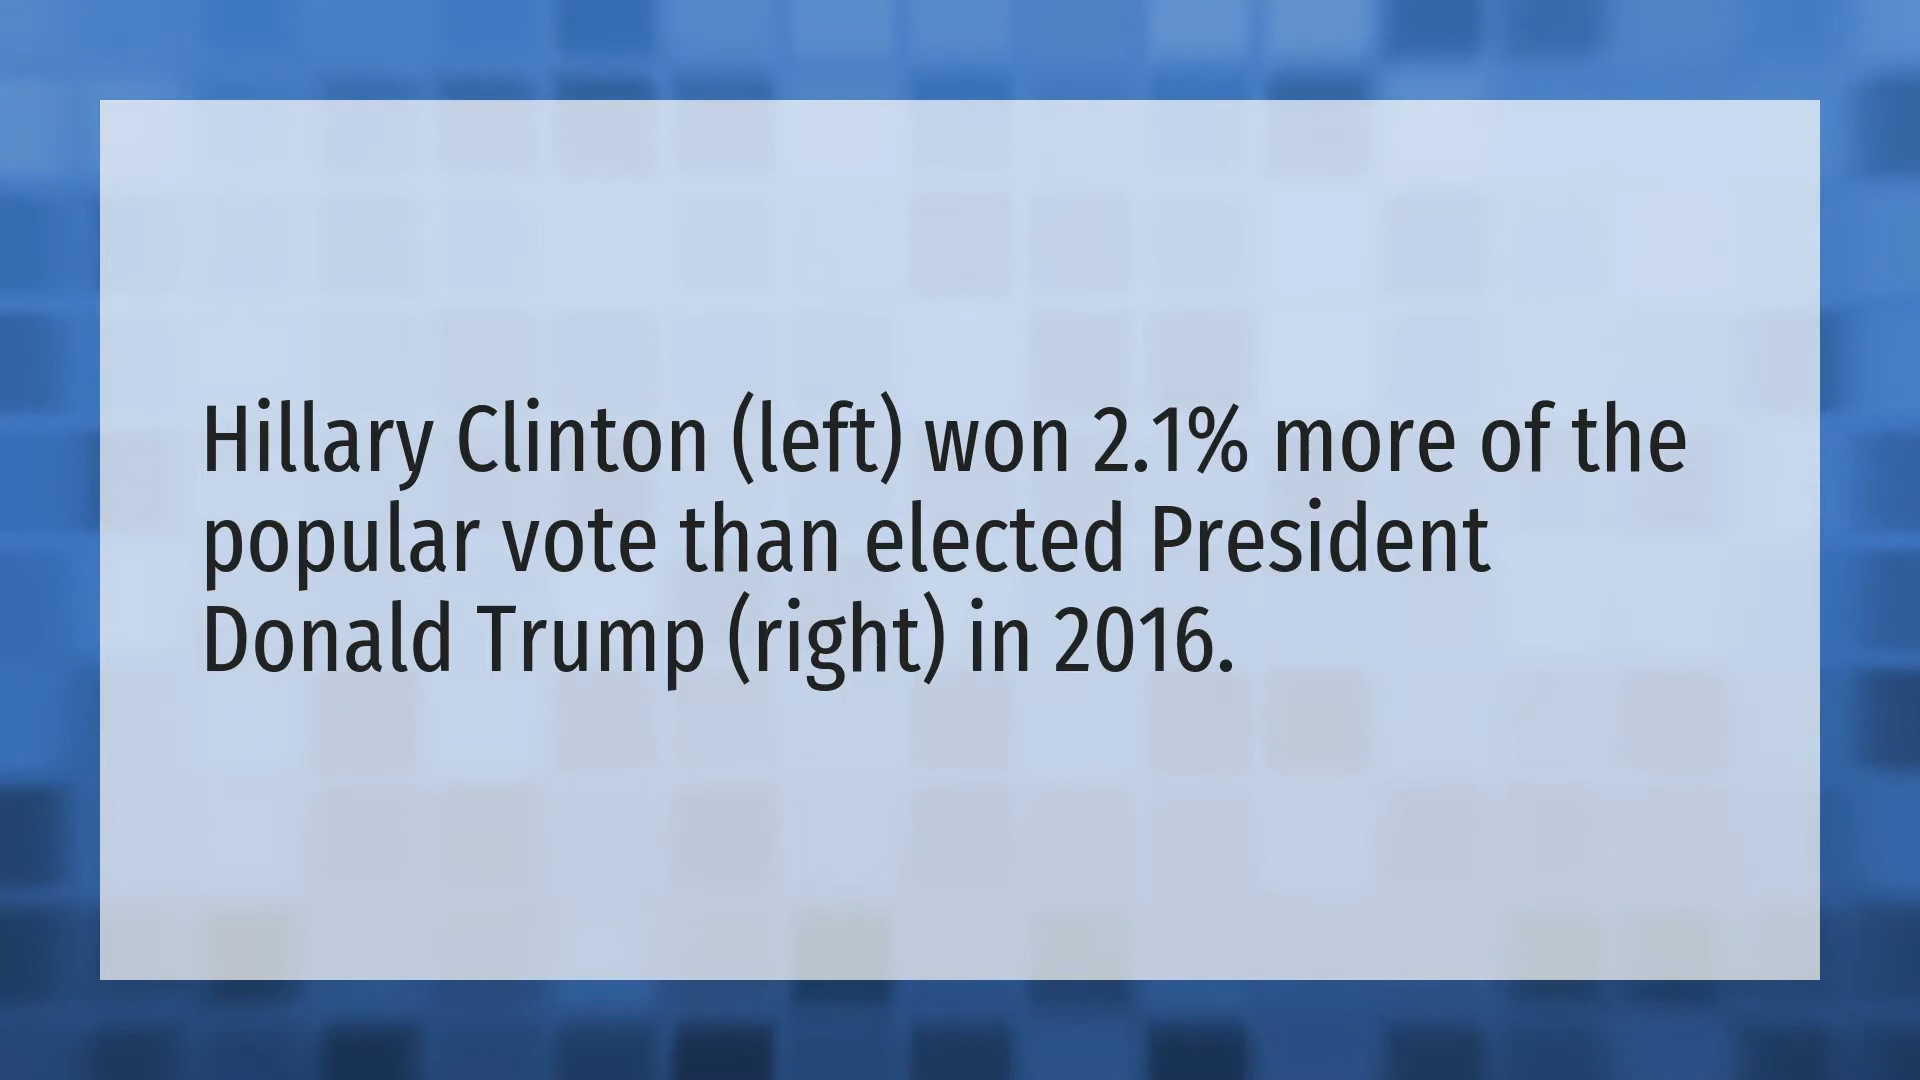 Hillary Clinton (left) won 2.1% more of the
popular vote than elected President
Donald Trump (right) in 2016.